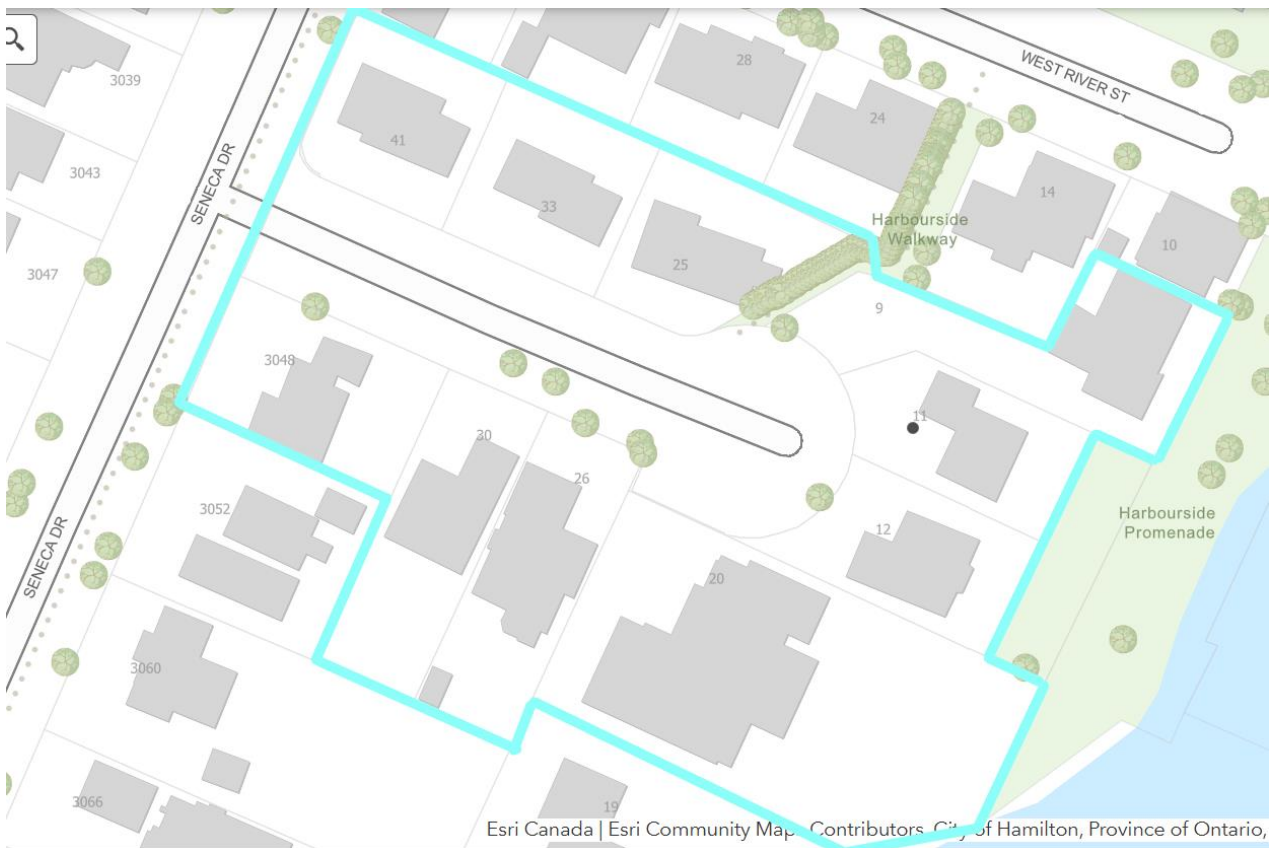 3039
28
WEST RIVER ST
24
41
SENECA DR
3043
33
14
Harbourside
Walkway
10
3047
25
9
3048
11
30
26
3052
12
Harbourside
Promenade
SENECA DR
20
3060
3066
19
Esri Canada | Esri Community Maps Contributors, City of Hamilton, Province of Ontario,